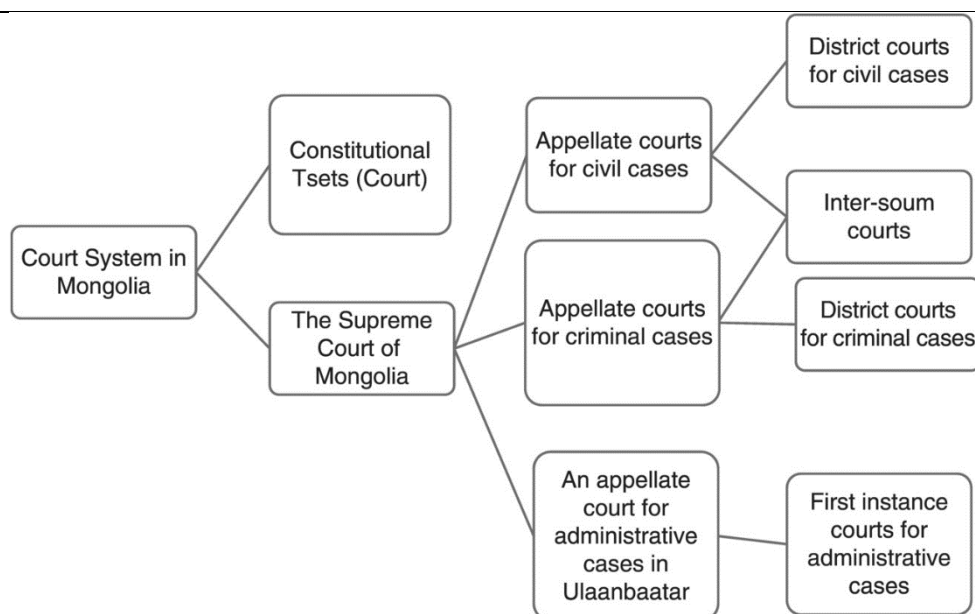 Court System in
Mongolia
Constitutional
Tsets (Court)
The Supreme
Court of
Mongolia
Appellate courts
for civil cases
Appellate courts
for criminal cases
An appellate
court for
administrative
cases in
Ulaanbaatar
District courts
for civil cases
Inter-soum
courts
District courts
for criminal cases
First instance
courts for
administrative
cases